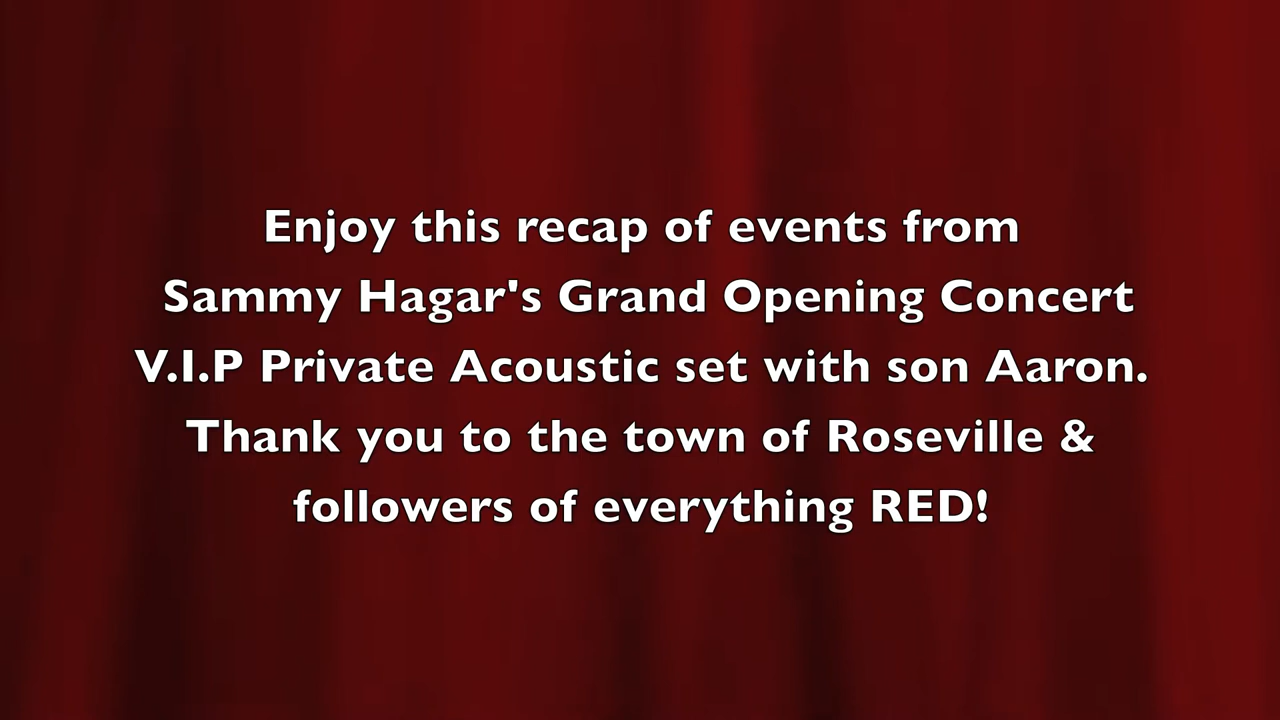 Enjoy this recap of events from
Sammy Hagar's Grand Opening Concert
V.I.P Private Acoustic set with son Aaron.
Thank you to the town of Roseville &
followers of everything RED!